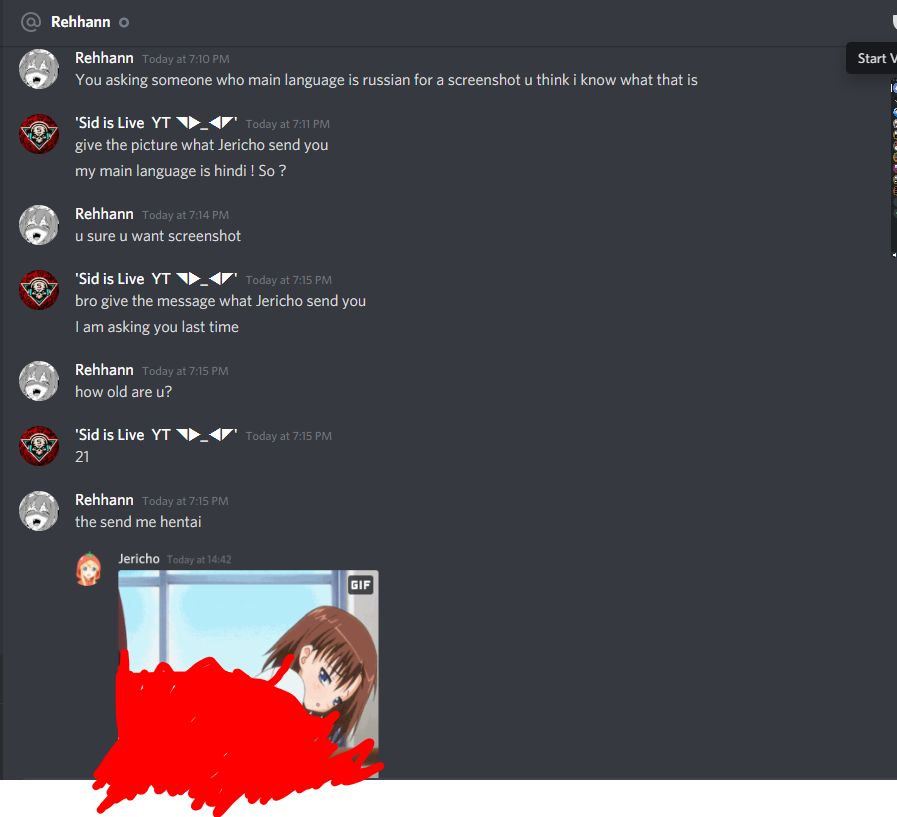 @ Rehhann
Start V
Rehhann Today at 7:10 PM
You asking someone who main language is russian for a screenshot u think i know what that is
'Sid is Live YT ◥▶_◀◤' Today at 7:11 PM
give the picture what Jericho send you
my main language is hindi ! So ?
Rehhann Today at 7:14 PM
u sure u want screenshot
'Sid is Live YT ◥▶_◀◤' Today at 7:15 PM
bro give the message what Jericho send you
I am asking you last time
Rehhann Today at 7:15 PM
how old are u?
'Sid is Live YT ◥▶_◀◤' Today at 7:15 PM
21
Rehhann Today at 7:15 PM
the send me hentai
Jericho Today at 14:42
GIF